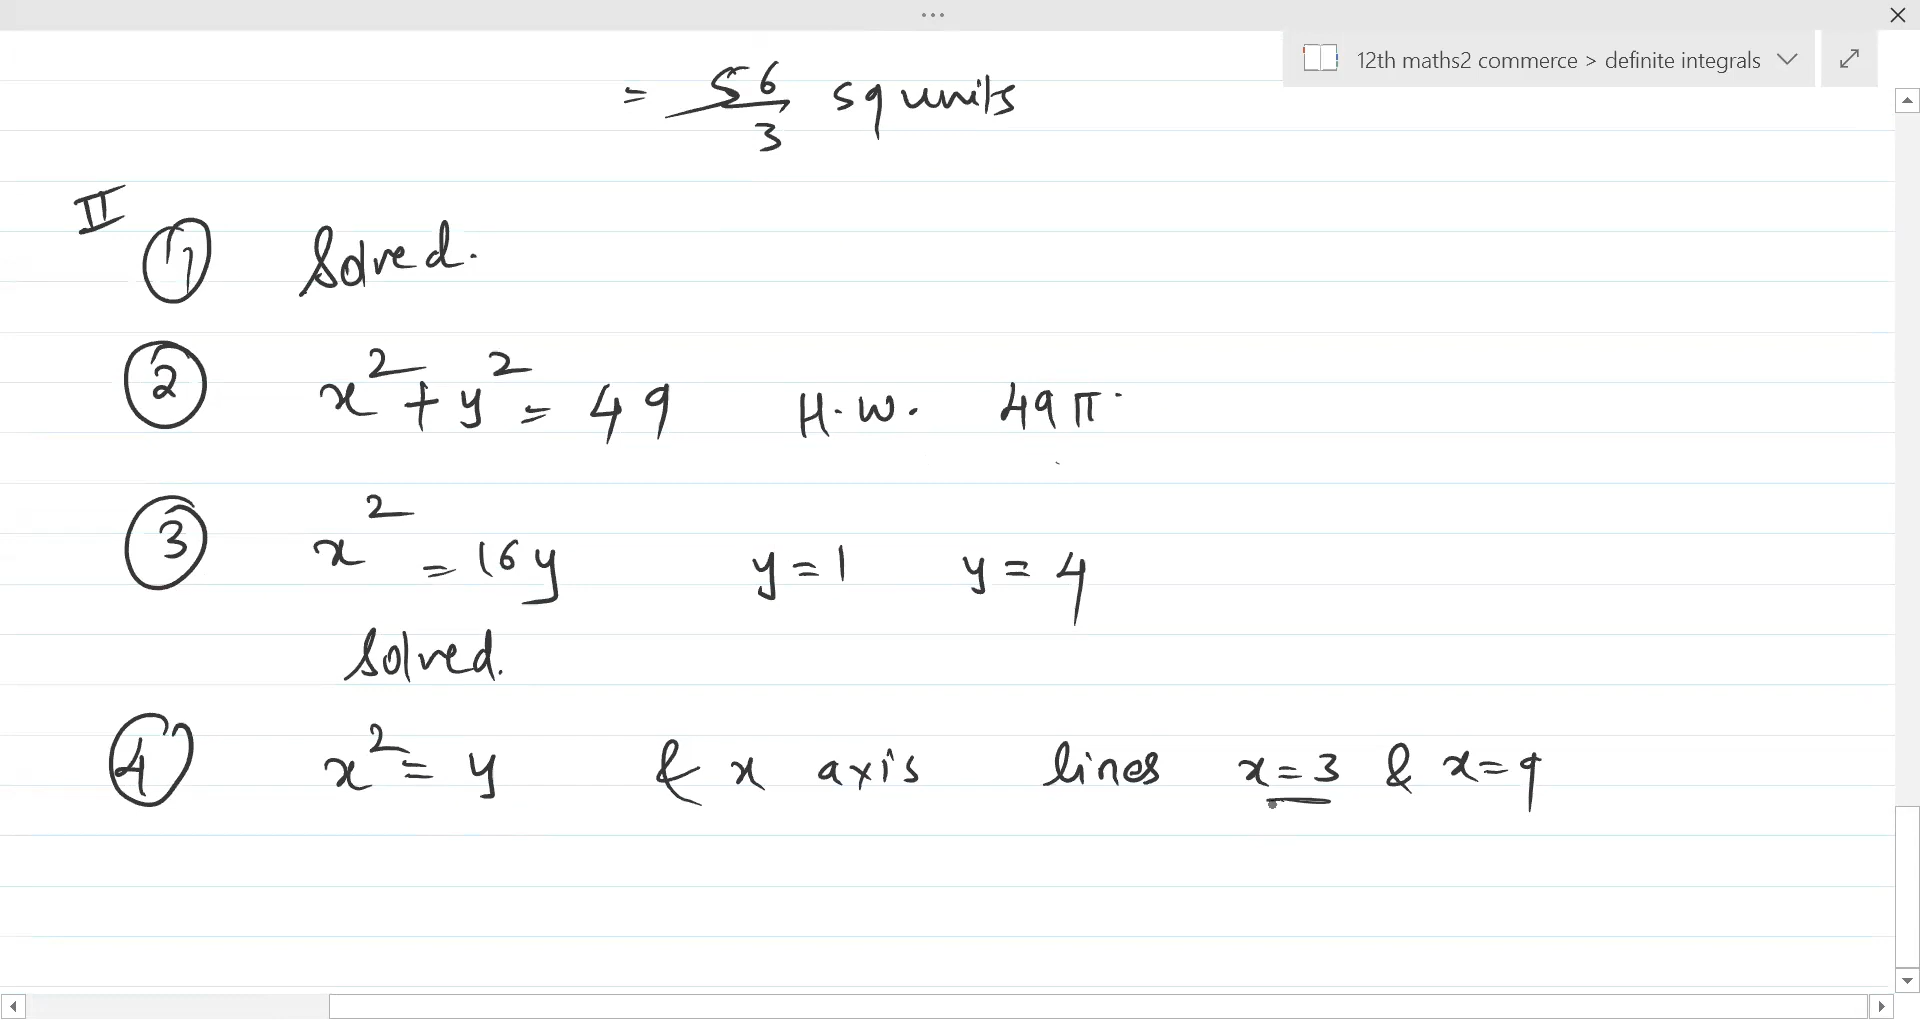 12th maths2 commerce > definite integrals
= 56/3 sq units
II
① Solved.
② x² + y² = 49 H.W. 49π
③ x² = 16y y = 1 y = 4
Solved.
④ x² = y & x axis lines x = 3 & x = 9